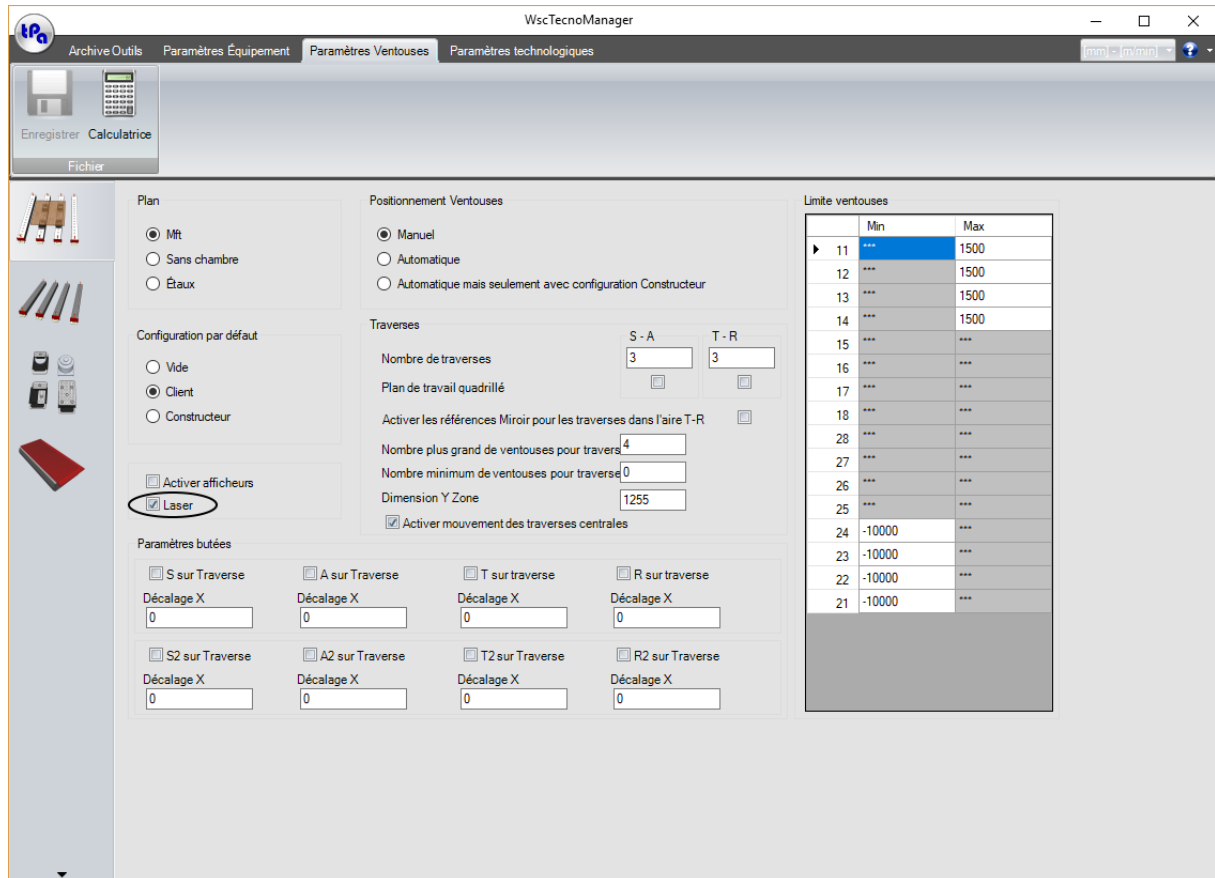 WscTecnoManager
tPa
Archive Outils Paramètres Équipement Paramètres Ventouses Paramètres technologiques [mm] - [m/min]
Enregistrer Calculatrice
Fichier
Plan
Mft
Sans chambre
Étaux
Positionnement Ventouses
Manuel
Automatique
Automatique mais seulement avec configuration Constructeur
Configuration par défaut
Vide
Client
Constructeur
Activer afficheurs
Laser
Traverses
S - A T - R
Nombre de traverses 3 3
Plan de travail quadrillé
Activer les références Miroir pour les traverses dans l'aire T-R
Nombre plus grand de ventouses pour travers 4
Nombre minimum de ventouses pour traverse 0
Dimension Y Zone 1255
Activer mouvement des traverses centrales
Paramètres butées
S sur Traverse A sur Traverse T sur traverse R sur traverse
Décalage X Décalage X Décalage X Décalage X
0 0 0 0
S2 sur Traverse A2 sur Traverse T2 sur Traverse R2 sur Traverse
Décalage X Décalage X Décalage X Décalage X
0 0 0 0
Limite ventouses
Min Max
11 *** 1500
12 *** 1500
13 *** 1500
14 *** 1500
15 *** ***
16 *** ***
17 *** ***
18 *** ***
28 *** ***
27 *** ***
26 *** ***
25 *** ***
24 -10000 ***
23 -10000 ***
22 -10000 ***
21 -10000 ***